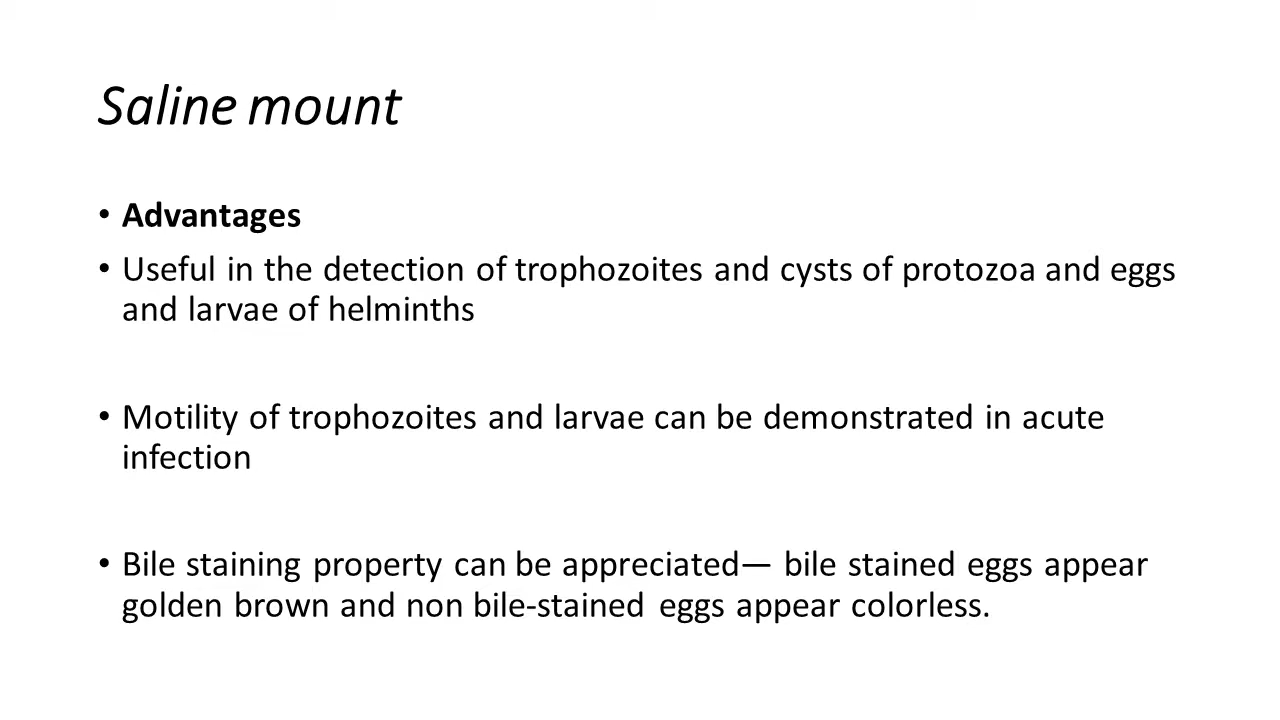 Saline mount
• Advantages
• Useful in the detection of trophozoites and cysts of protozoa and eggs
and larvae of helminths
• Motility of trophozoites and larvae can be demonstrated in acute
infection
• Bile staining property can be appreciated— bile stained eggs appear
golden brown and non bile-stained eggs appear colorless.